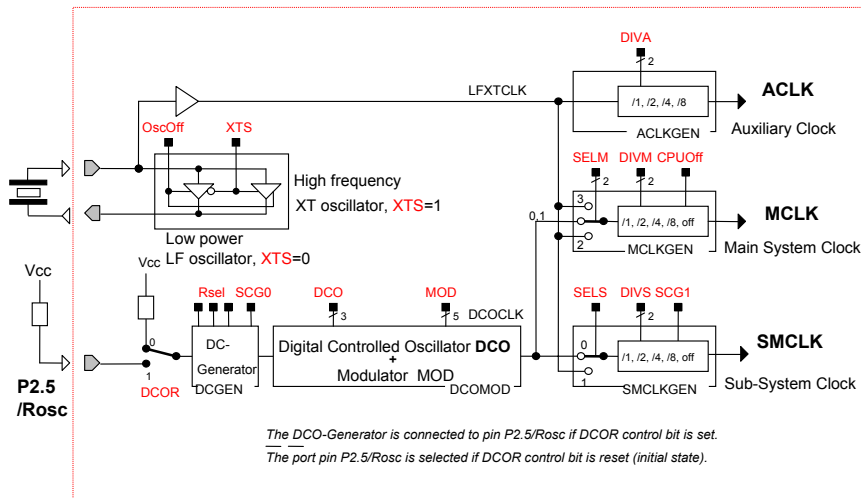 DIVA
2
LFXTCLK
/1, /2, /4, /8
ACLK
ACLKGEN
Auxiliary Clock
OscOff
XTS
High frequency
XT oscillator, XTS=1
Low power
LF oscillator, XTS=0
SELM
DIVM
CPUOff
2
2
3
0,1
2
/1, /2, /4, /8, off
MCLK
MCLKGEN
Main System Clock
Vcc
Vcc
Rsel
SCG0
DCO
MOD
3
5
DCOCLK
SELS
DIVS
SCG1
2
0
1
DC-
Generator
DCGEN
Digital Controlled Oscillator DCO
+
Modulator MOD
DCOMOD
0
1
/1, /2, /4, /8, off
SMCLK
SMCLKGEN
Sub-System Clock
P2.5
/Rosc
DCOR
The DCO-Generator is connected to pin P2.5/Rosc if DCOR control bit is set.
The port pin P2.5/Rosc is selected if DCOR control bit is reset (initial state).